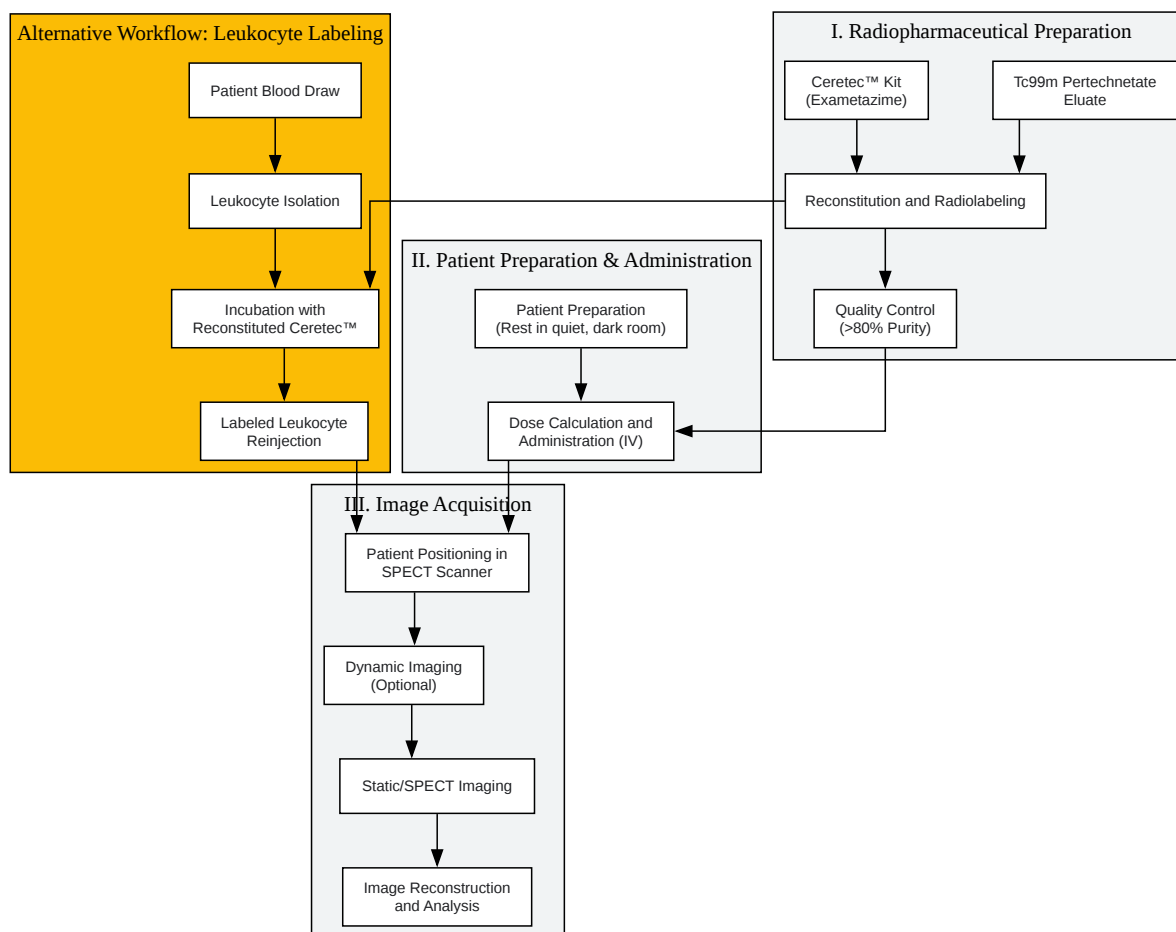 Alternative Workflow: Leukocyte Labeling
Patient Blood Draw
Leukocyte Isolation
Incubation with
Reconstituted Ceretec™
Labeled Leukocyte
Reinjection
I. Radiopharmaceutical Preparation
Ceretec™ Kit
(Exametazime)
Tc99m Pertechnetate
Eluate
Reconstitution and Radiolabeling
Quality Control
(>80% Purity)
II. Patient Preparation & Administration
Patient Preparation
(Rest in quiet, dark room)
Dose Calculation and
Administration (IV)
III. Image Acquisition
Patient Positioning in
SPECT Scanner
Dynamic Imaging
(Optional)
Static/SPECT Imaging
Image Reconstruction
and Analysis